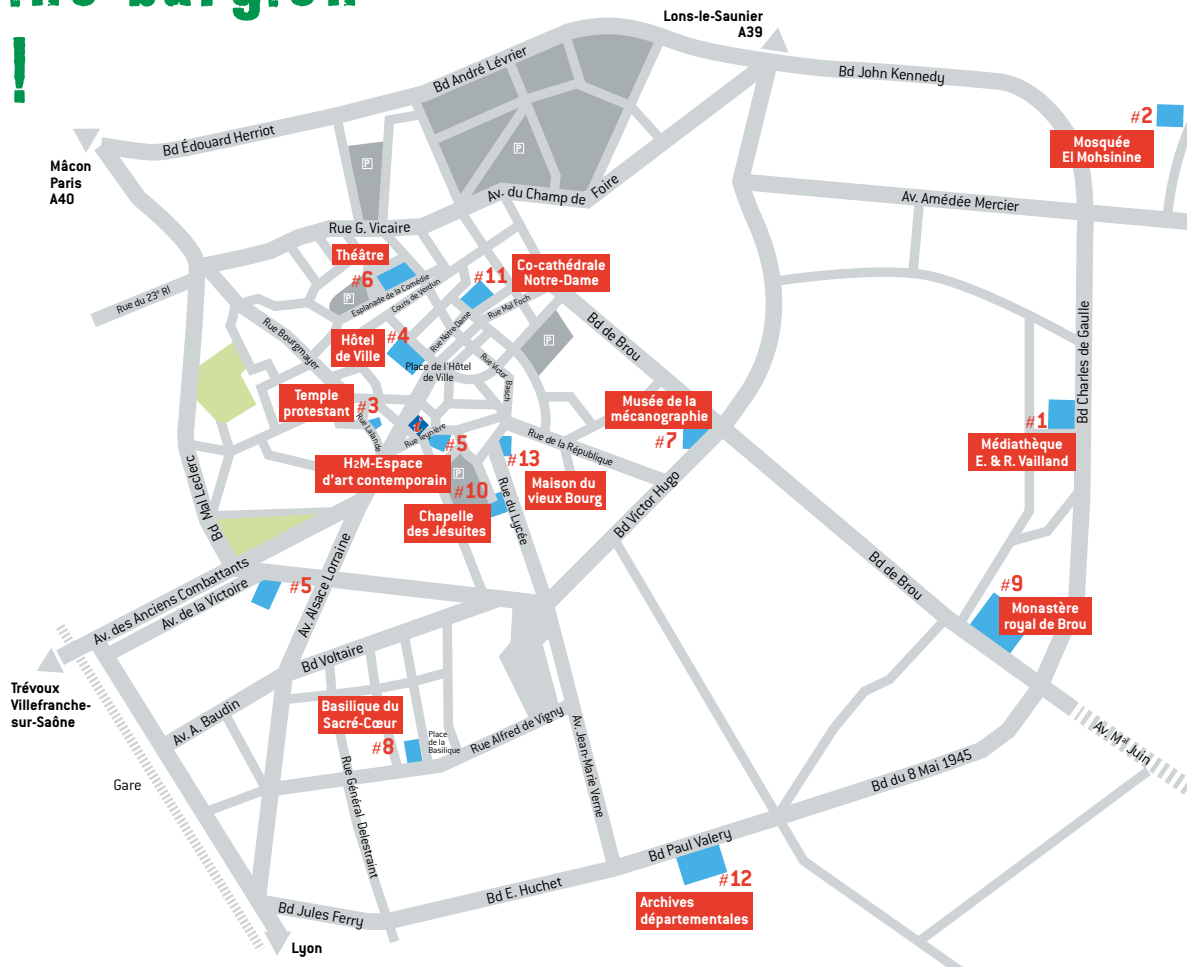 !
Lons-le-Saunier
A39
Bd André Lévrier
Bd John Kennedy
#2
Mosquée
El Mohsinine
Bd Édouard Herriot
P
P
Mâcon
Paris
A40
Av. du Champ de Foire
Av. Amédée Mercier
Rue G. Vicaire
Théâtre
#6
P
#11
Co-cathédrale
Notre-Dame
Esplanade de la Comédie
Cours de Verdun
Rue du 23e RI
Rue Notre-Dame
Rue Mal Foch
Bd de Brou
Rue Bourgmayer
Hôtel
de Ville
#4
P
Place de l'Hôtel
de Ville
Rue Victor Basch
Bd Charles de Gaulle
Temple
protestant
#3
Rue Lalande
i
Rue Teynière
Musée de la
mécanographie
#7
#1
Médiathèque
E. & R. Vailland
#5
H2M-Espace
d'art contemporain
P
#13
Rue de la République
Maison du
vieux Bourg
#10
Chapelle
des Jésuites
Rue du Lycée
Bd Mal Leclerc
Bd Victor Hugo
Av. des Anciens Combattants
Av. de la Victoire
#5
Av. Alsace Lorraine
Bd de Brou
#9
Monastère
royal de Brou
Trévoux
Villefranche-
sur-Saône
Bd Voltaire
Av. A. Baudin
Basilique du
Sacré-Cœur
#8
Place
de la
Basilique
Rue Alfred de Vigny
Av. Jean-Marie Verne
Av. Mal Juin
Gare
Rue Général Delestraint
Bd du 8 Mai 1945
Bd Paul Valery
#12
Archives
départementales
Bd E. Huchet
Bd Jules Ferry
Lyon